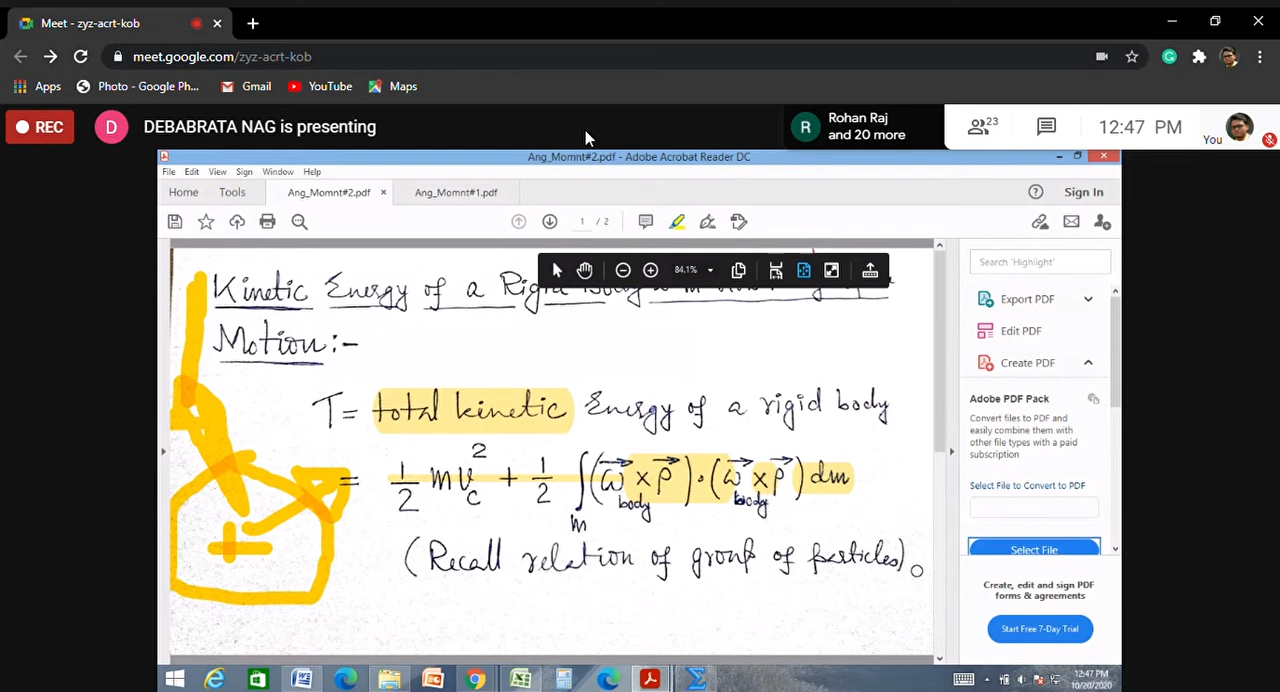 Meet - zyz-acrt-kob
meet.google.com/zyz-acrt-kob
Apps Photo - Google Ph... Gmail YouTube Maps
REC D DEBABRATA NAG is presenting R Rohan Raj
and 20 more 23 12:47 PM You
Ang_Momnt#2.pdf - Adobe Acrobat Reader DC
File Edit View Sign Window Help
Home Tools Ang_Momnt#2.pdf × Ang_Momnt#1.pdf Sign In
1 / 2
84.1%
Search 'Highlight'
Kinetic Energy of a Rigid Body
Motion:-
T= total kinetic Energy of a rigid body
= 1/2 m v_c^2 + 1/2 ∫_m (ω⃗_body × ρ⃗) · (ω⃗_body × ρ⃗) dm
(Recall relation of group of particles).
Export PDF
Edit PDF
Create PDF
Adobe PDF Pack
Convert files to PDF and
easily combine them with
other file types with a paid
subscription
Select File to Convert to PDF
Select File
Create, edit and sign PDF
forms & agreements
Start Free 7-Day Trial
12:47 PM
10/20/2020